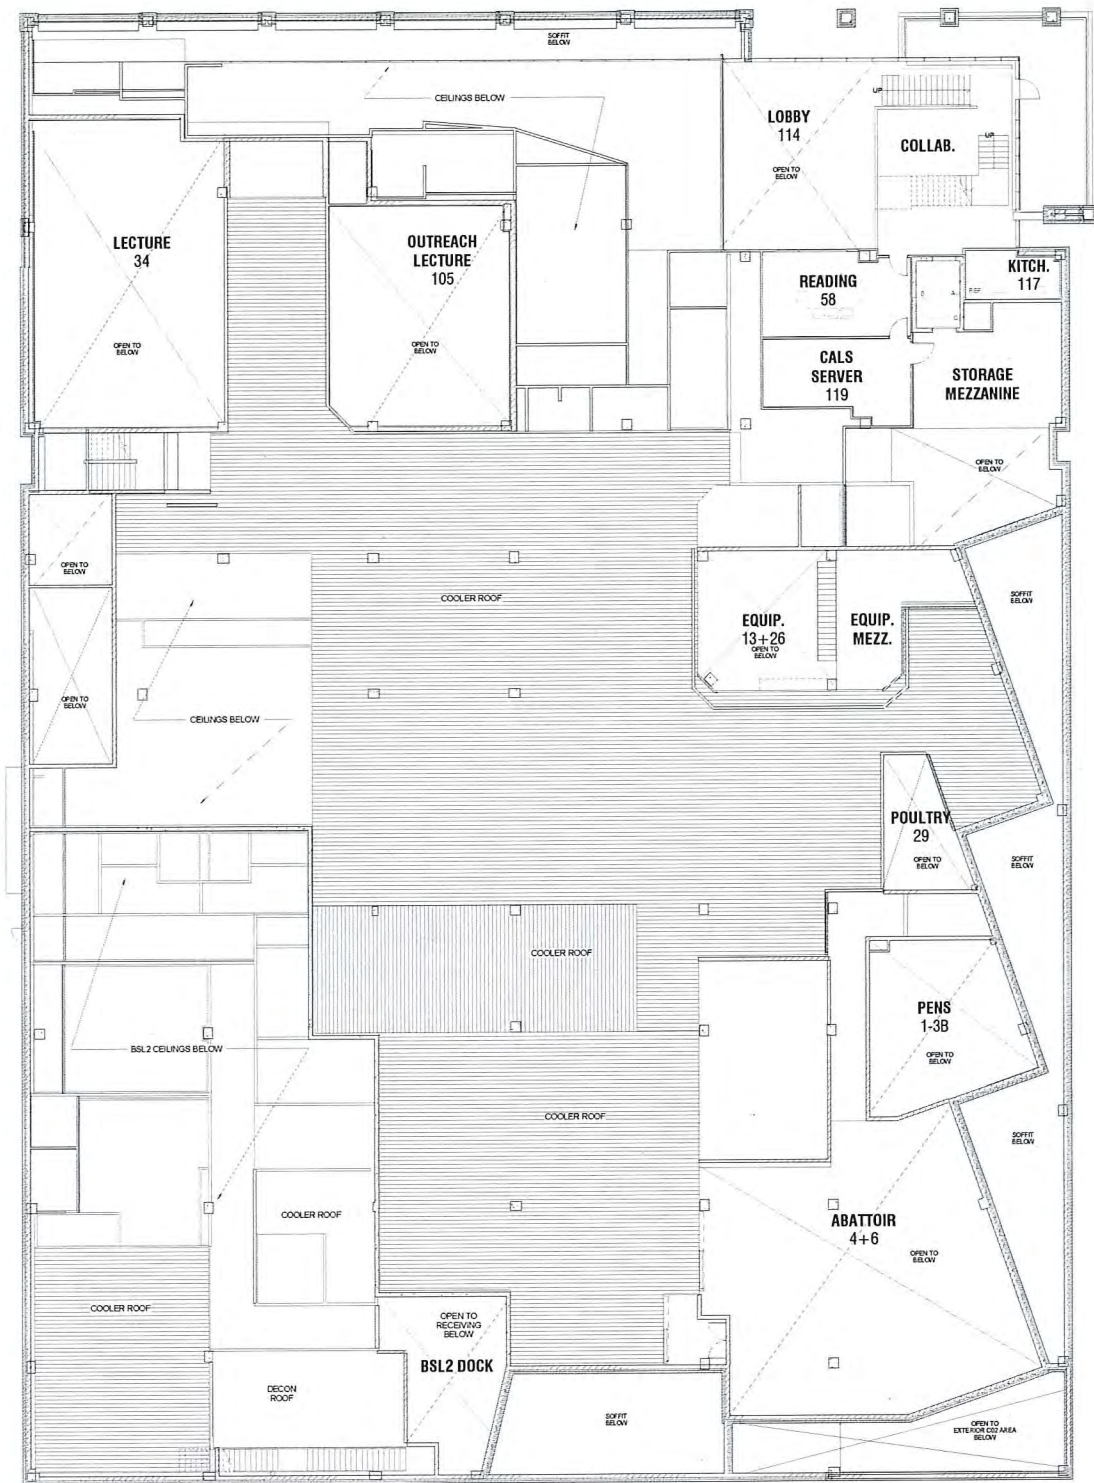 SOFFIT
BELOW
CEILINGS BELOW
LOBBY
114
OPEN TO
BELOW
UP
COLLAB.
UP
LECTURE
34
OPEN TO
BELOW
OUTREACH
LECTURE
105
OPEN TO
BELOW
READING
58
KITCH.
117
REF
CALS
SERVER
119
STORAGE
MEZZANINE
OPEN TO
BELOW
OPEN TO
BELOW
COOLER ROOF
EQUIP.
13+26
OPEN TO
BELOW
EQUIP.
MEZZ.
SOFFIT
BELOW
OPEN TO
BELOW
CEILINGS BELOW
POULTRY
29
OPEN TO
BELOW
SOFFIT
BELOW
COOLER ROOF
PENS
1-3B
OPEN TO
BELOW
BSL2 CEILINGS BELOW
COOLER ROOF
SOFFIT
BELOW
COOLER ROOF
ABATTOIR
4+6
OPEN TO
BELOW
COOLER ROOF
OPEN TO
RECEIVING
BELOW
BSL2 DOCK
DECON
ROOF
SOFFIT
BELOW
OPEN TO
EXTERIOR C02 AREA
BELOW